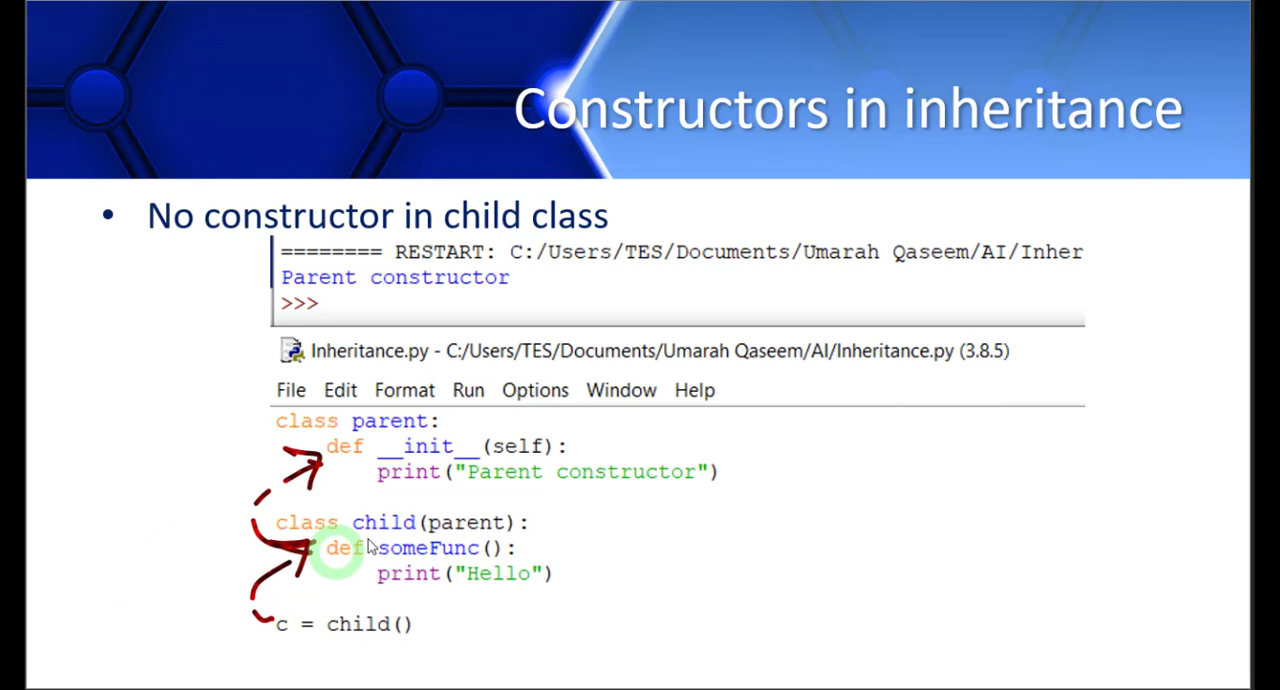 Constructors in inheritance
• No constructor in child class
======== RESTART: C:/Users/TES/Documents/Umarah Qaseem/AI/Inher
Parent constructor
>>>
Inheritance.py - C:/Users/TES/Documents/Umarah Qaseem/AI/Inheritance.py (3.8.5)
File Edit Format Run Options Window Help
class parent:
    def __init__(self):
        print("Parent constructor")
class child(parent):
    def someFunc():
        print("Hello")
c = child()